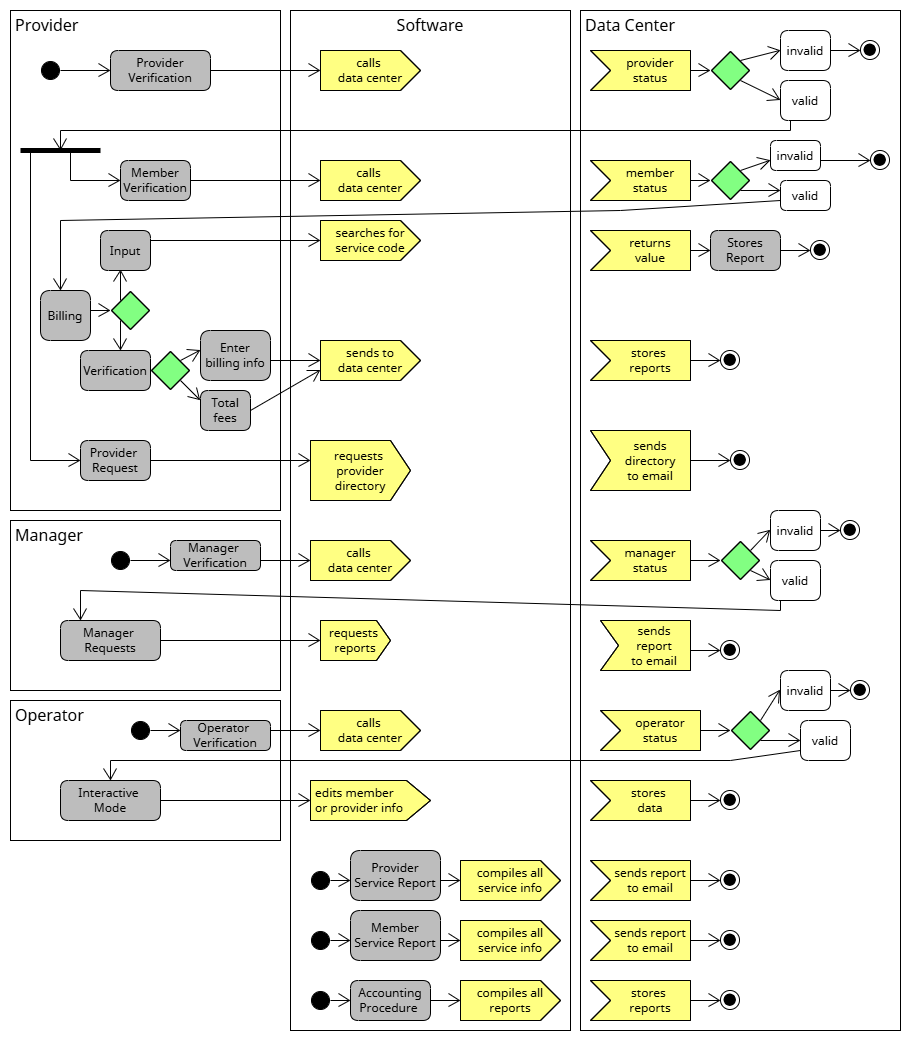 Provider
Software
Data Center
Provider
Verification
calls
data center
provider
status
invalid
valid
Member
Verification
calls
data center
member
status
invalid
valid
Input
searches for
service code
returns
value
Stores
Report
Billing
Verification
Enter
billing info
Total
fees
sends to
data center
stores
reports
Provider
Request
requests
provider
directory
sends
directory
to email
Manager
Manager
Verification
calls
data center
manager
status
invalid
valid
Manager
Requests
requests
reports
sends
report
to email
Operator
Operator
Verification
calls
data center
operator
status
invalid
valid
Interactive
Mode
edits member
or provider info
stores
data
Provider
Service Report
compiles all
service info
sends report
to email
Member
Service Report
compiles all
service info
sends report
to email
Accounting
Procedure
compiles all
reports
stores
reports